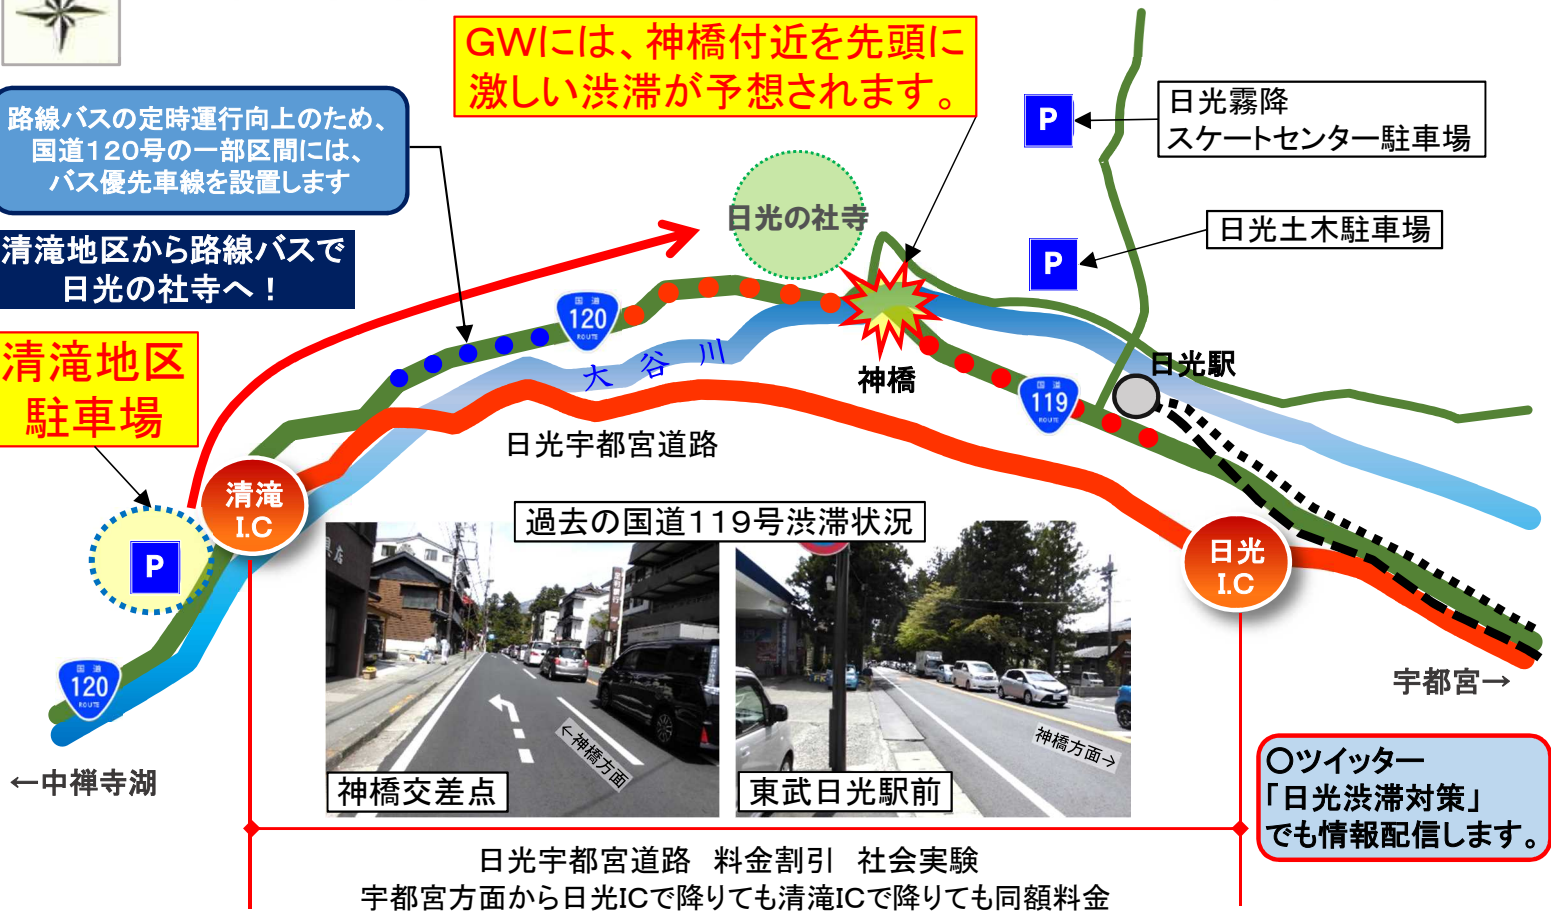 GWには、神橋付近を先頭に
激しい渋滞が予想されます。
路線バスの定時運行向上のため、
国道120号の一部区間には、
バス優先車線を設置します
清滝地区から路線バスで
日光の社寺へ！
清滝地区
駐車場
P
日光霧降
スケートセンター駐車場
P
日光土木駐車場
P
日光の社寺
国道
120
ROUTE
大谷川
神橋
日光駅
国道
119
ROUTE
日光宇都宮道路
清滝
I.C
日光
I.C
国道
120
ROUTE
←中禅寺湖
宇都宮→
過去の国道119号渋滞状況
←神橋方面
神橋交差点
神橋方面→
東武日光駅前
○ツイッター
「日光渋滞対策」
でも情報配信します。
日光宇都宮道路 料金割引 社会実験
宇都宮方面から日光ICで降りても清滝ICで降りても同額料金